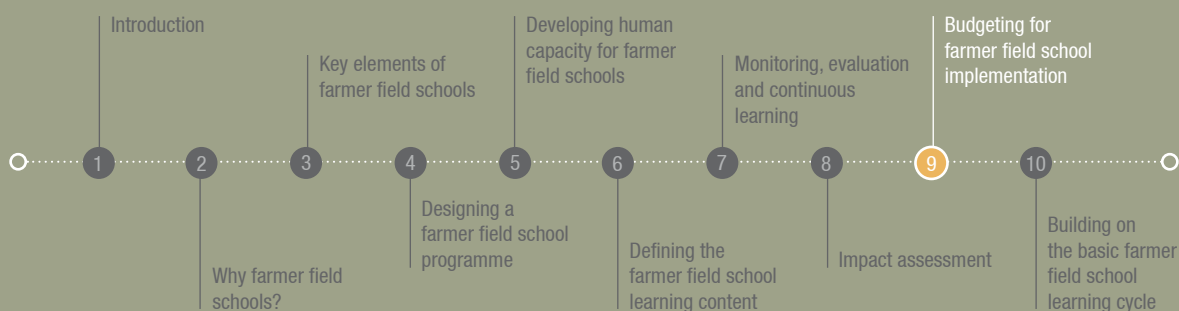 Introduction
Key elements of
farmer field schools
Developing human
capacity for farmer
field schools
Monitoring, evaluation
and continuous
learning
Budgeting for
farmer field school
implementation
1
2
3
4
5
6
7
8
9
10
Why farmer field
schools?
Designing a
farmer field school
programme
Defining the
farmer field school
learning content
Impact assessment
Building on
the basic farmer
field school
learning cycle